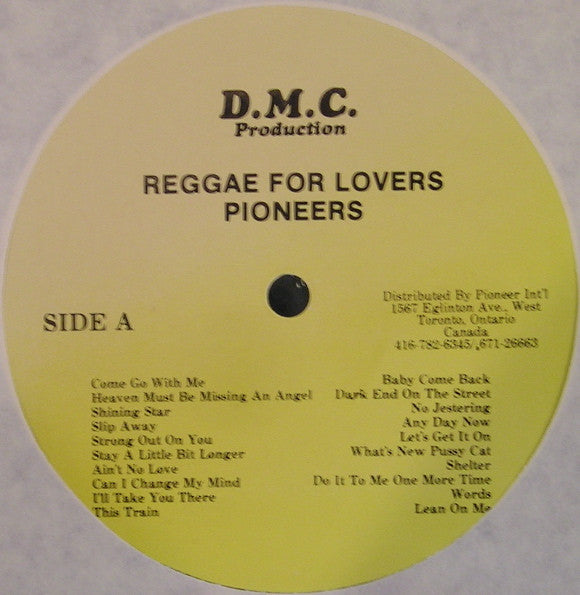 D.M.C.
Production
REGGAE FOR LOVERS
PIONEERS
SIDE A
Distributed By Pioneer Int'l
1567 Eglinton Ave., West
Toronto, Ontario
Canada
416-782-6345/,671-26663
Come Go With Me
Heaven Must Be Missing An Angel
Shining Star
Slip Away
Strong Out On You
Stay A Little Bit Longer
Ain't No Love
Can I Change My Mind
I'll Take You There
This Train
Baby Come Back
Dark End On The Street
No Jestering
Any Day Now
Let's Get It On
What's New Pussy Cat
Shelter
Do It To Me One More Time
Words
Lean On Me